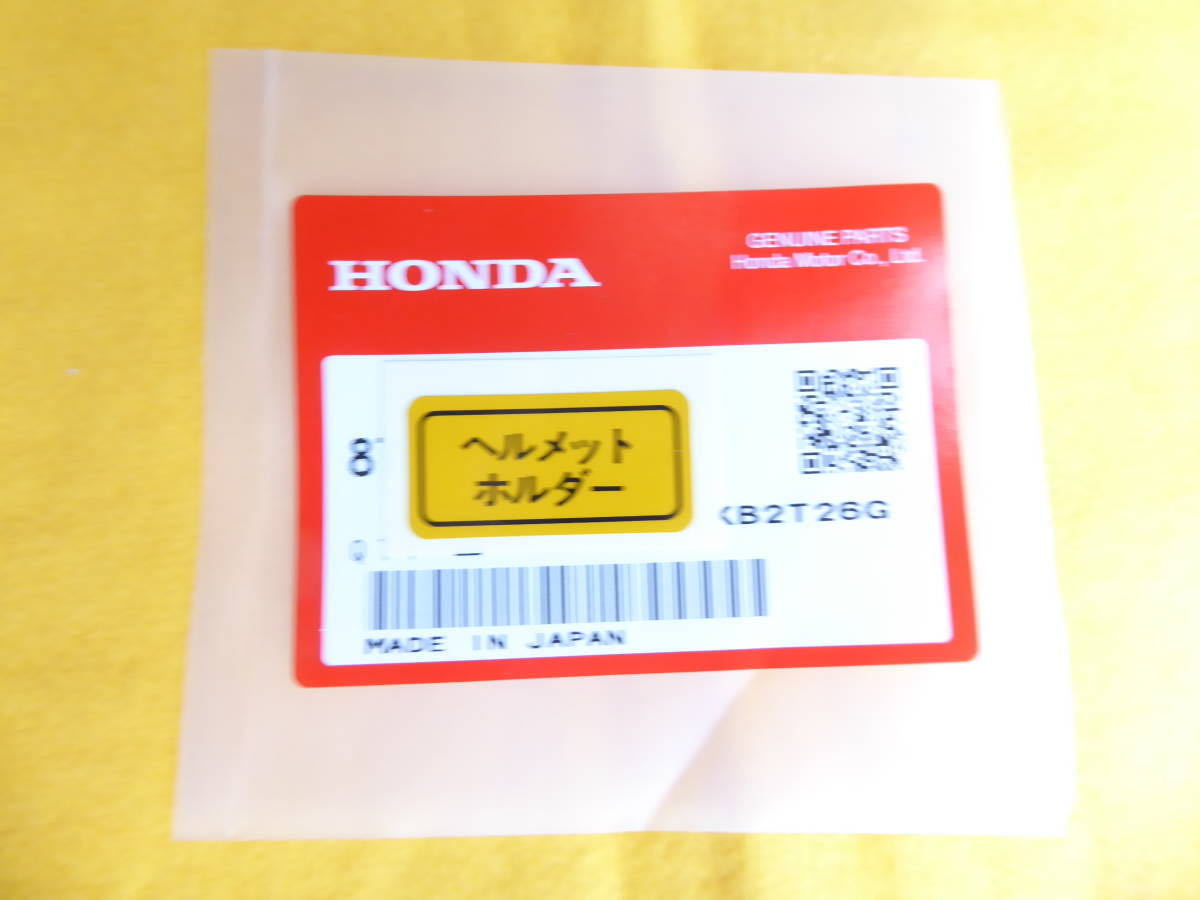 HONDA
GENUINE PARTS
Honda Motor Co., Ltd.
ヘルメット
ホルダー
8
KB2T26G
MADE IN JAPAN